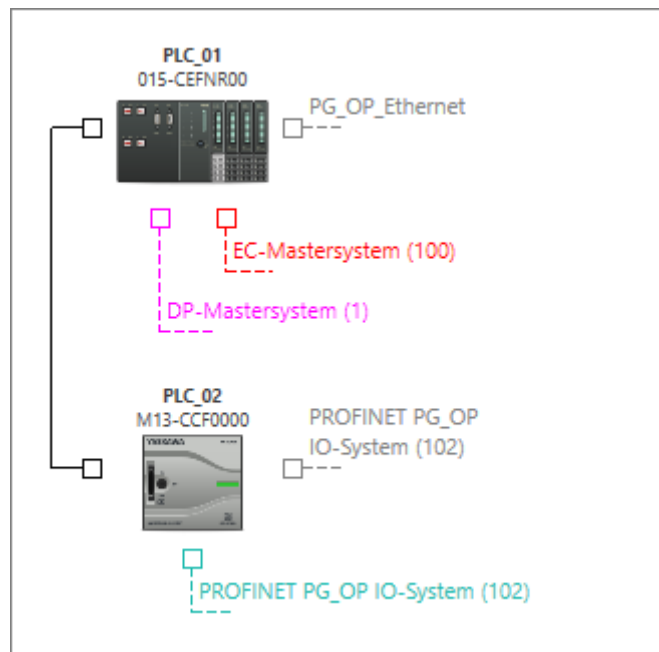 PLC_01
015-CEFNR00
PG_OP_Ethernet
EC-Mastersystem (100)
DP-Mastersystem (1)
PLC_02
M13-CCF0000
PROFINET PG_OP
IO-System (102)
YASKAWA
PROFINET PG_OP IO-System (102)